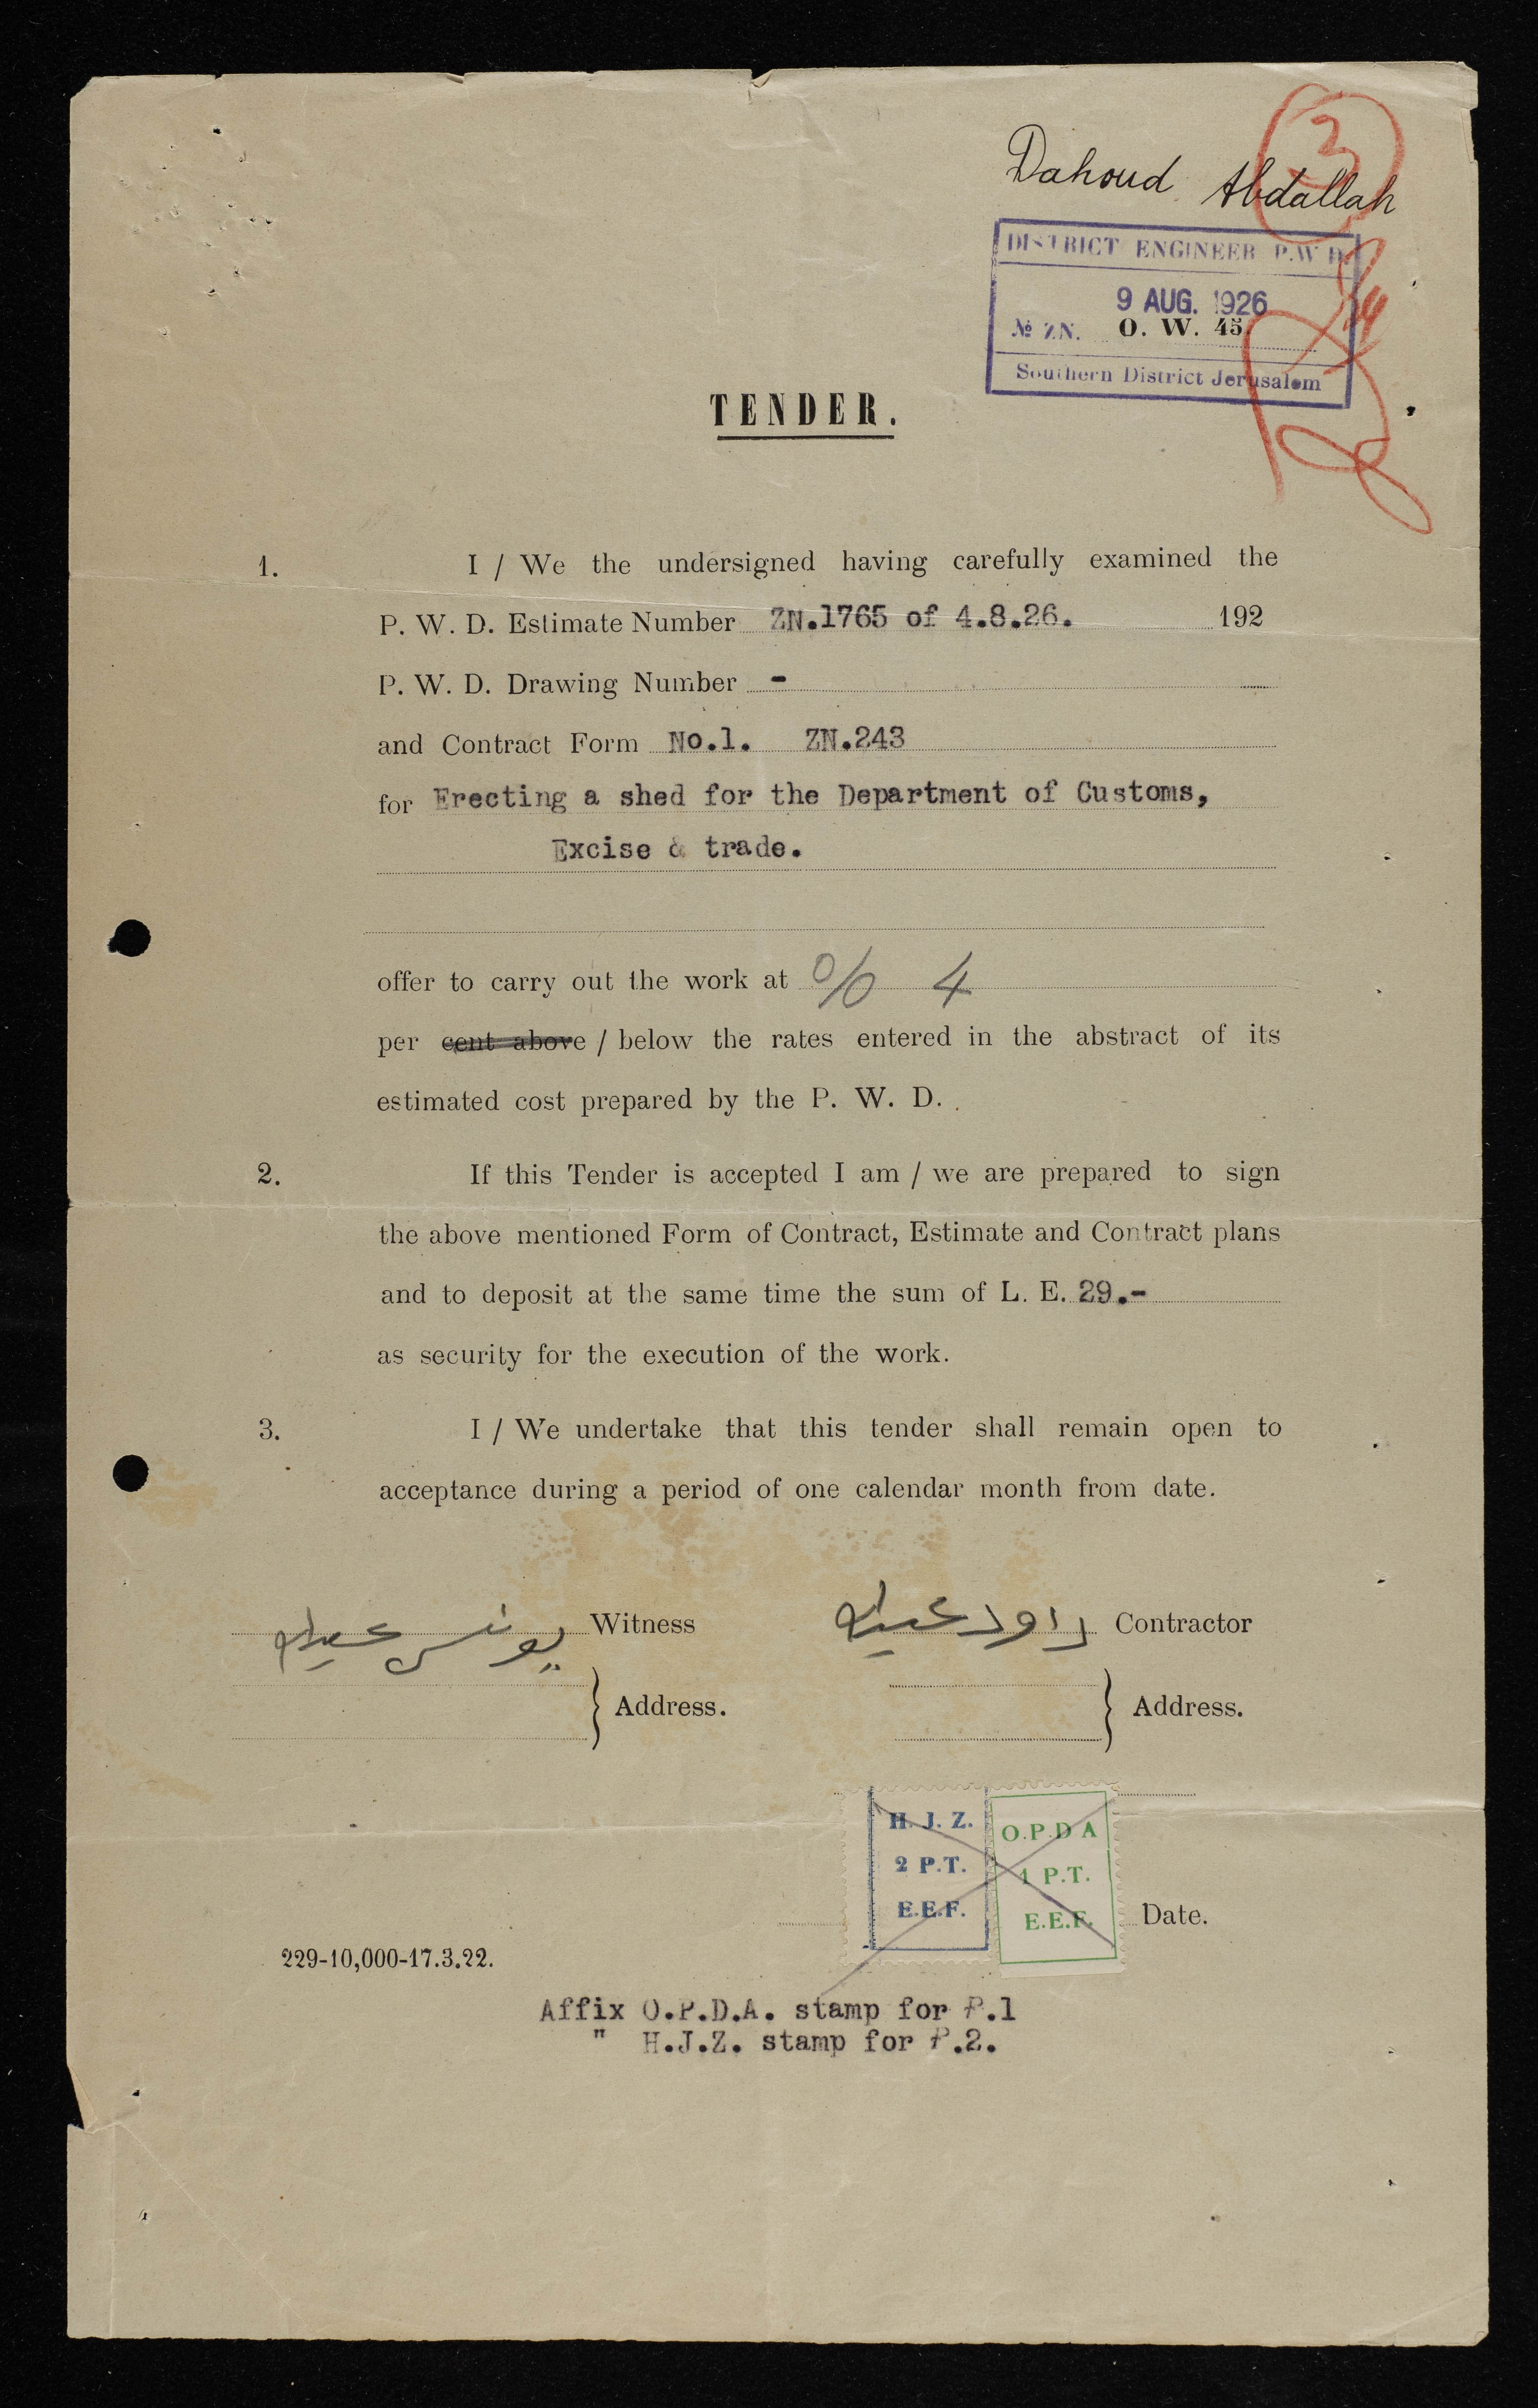 3
Dahoud Abdallah
DISTRICT ENGINEER P.W.D.
9 AUG. 1926
№ ZN. O. W. 45.
Southern District Jerusalem
TENDER.
1. I / We the undersigned having carefully examined the
P. W. D. Estimate Number ZN.1765 of 4.8.26. 192
P. W. D. Drawing Number -
and Contract Form No.1. ZN.243
for Erecting a shed for the Department of Customs,
Excise & trade.
offer to carry out the work at % 4
per cent above / below the rates entered in the abstract of its
estimated cost prepared by the P. W. D.
2. If this Tender is accepted I am / we are prepared to sign
the above mentioned Form of Contract, Estimate and Contract plans
and to deposit at the same time the sum of L. E. 29.-
as security for the execution of the work.
3. I / We undertake that this tender shall remain open to
acceptance during a period of one calendar month from date.
يونس عبدالله Witness داود عبدالله Contractor
Address. Address.
H. J. Z. O.P.D A
2 P.T. 1 P.T.
E.E.F. E.E.F.
Date.
229-10,000-17.3.22.
Affix O.P.D.A. stamp for P.1
" H.J.Z. stamp for P.2.